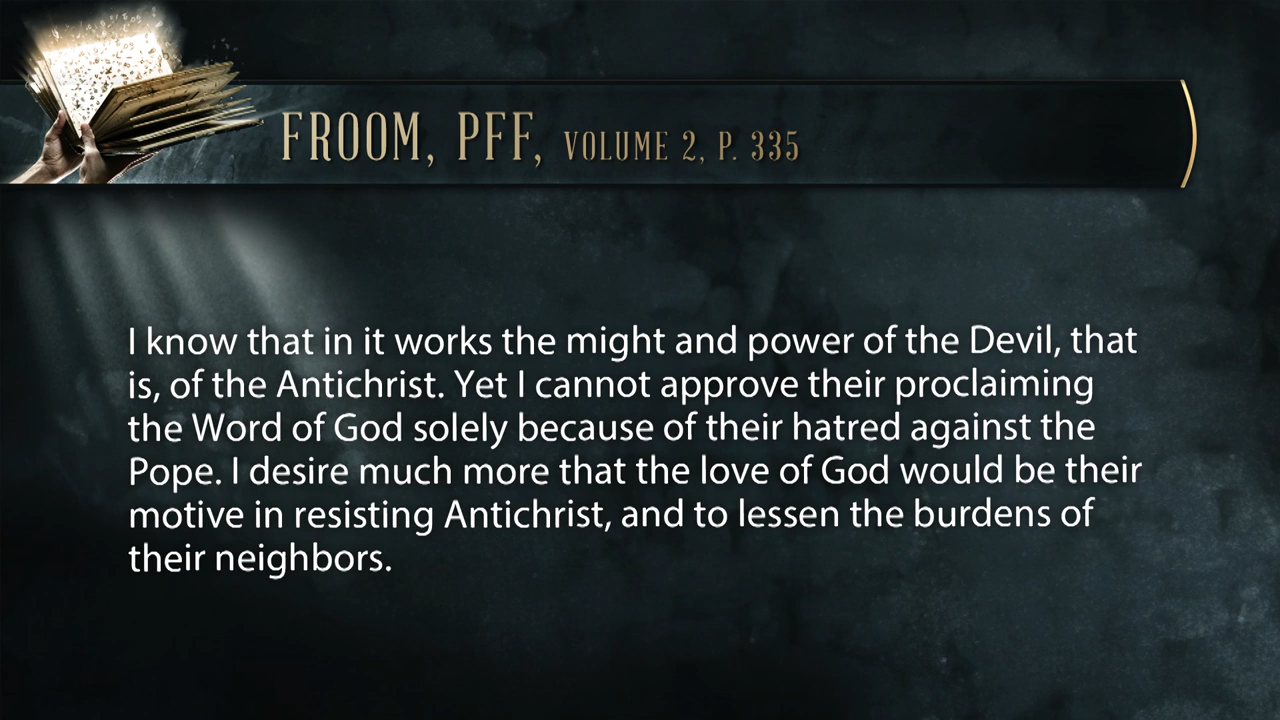 FROOM, PFF, VOLUME 2, P. 335
I know that in it works the might and power of the Devil, that
is, of the Antichrist. Yet I cannot approve their proclaiming
the Word of God solely because of their hatred against the
Pope. I desire much more that the love of God would be their
motive in resisting Antichrist, and to lessen the burdens of
their neighbors.